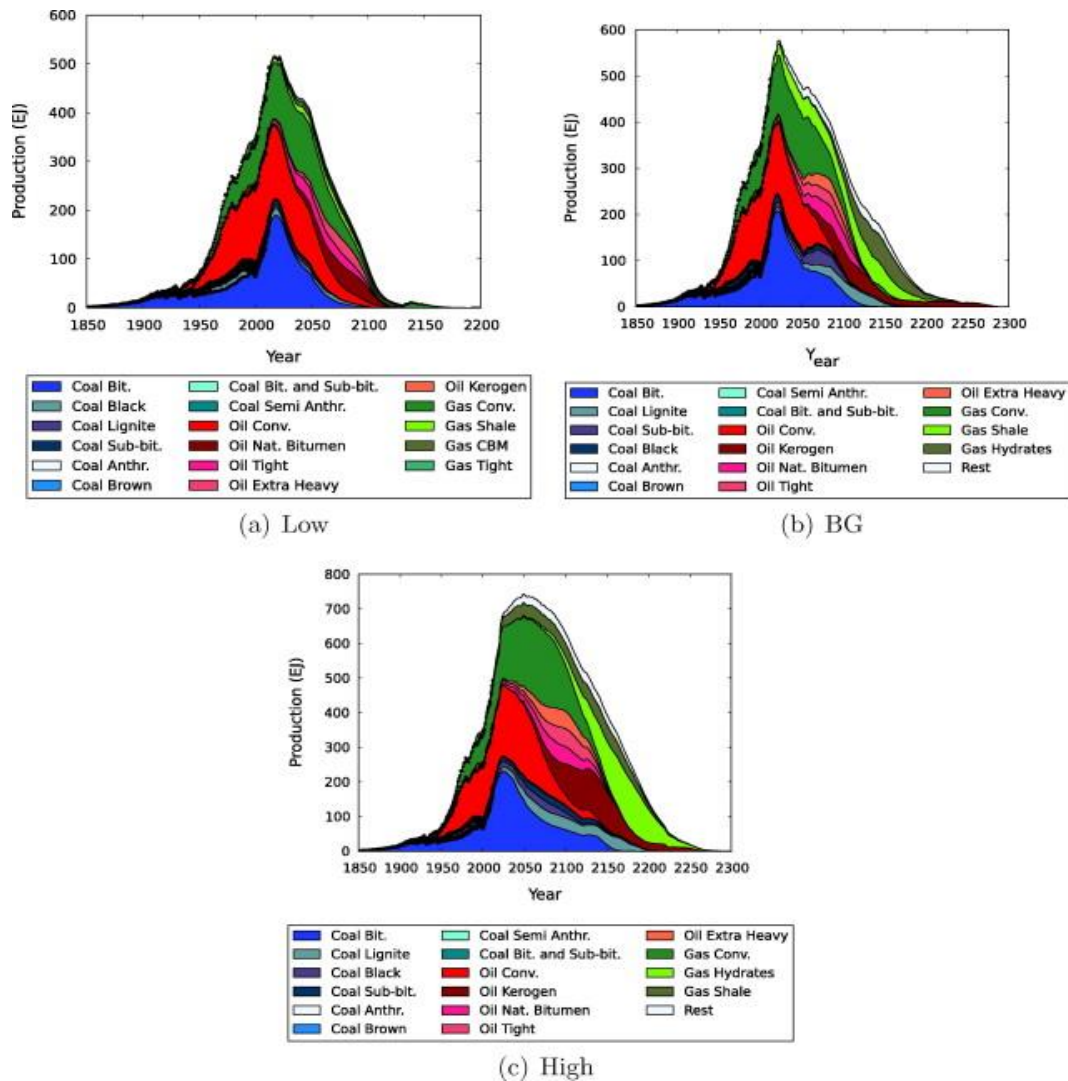 600
500
400
300
200
100
0
Production (EJ)
1850 1900 1950 2000 2050 2100 2150 2200
Year
Coal Bit. Coal Bit. and Sub-bit. Oil Kerogen
Coal Black Coal Semi Anthr. Gas Conv.
Coal Lignite Oil Conv. Gas Shale
Coal Sub-bit. Oil Nat. Bitumen Gas CBM
Coal Anthr. Oil Tight Gas Tight
Coal Brown Oil Extra Heavy
(a) Low
600
500
400
300
200
100
0
Production (EJ)
1850 1900 1950 2000 2050 2100 2150 2200 2250 2300
Year
Coal Bit. Coal Semi Anthr. Oil Extra Heavy
Coal Lignite Coal Bit. and Sub-bit. Gas Conv.
Coal Sub-bit. Oil Conv. Gas Shale
Coal Black Oil Kerogen Gas Hydrates
Coal Anthr. Oil Nat. Bitumen Rest
Coal Brown Oil Tight
(b) BG
800
700
600
500
400
300
200
100
0
Production (EJ)
1850 1900 1950 2000 2050 2100 2150 2200 2250 2300
Year
Coal Bit. Coal Semi Anthr. Oil Extra Heavy
Coal Lignite Coal Bit. and Sub-bit. Gas Conv.
Coal Black Oil Conv. Gas Hydrates
Coal Sub-bit. Oil Kerogen Gas Shale
Coal Anthr. Oil Nat. Bitumen Rest
Coal Brown Oil Tight
(c) High